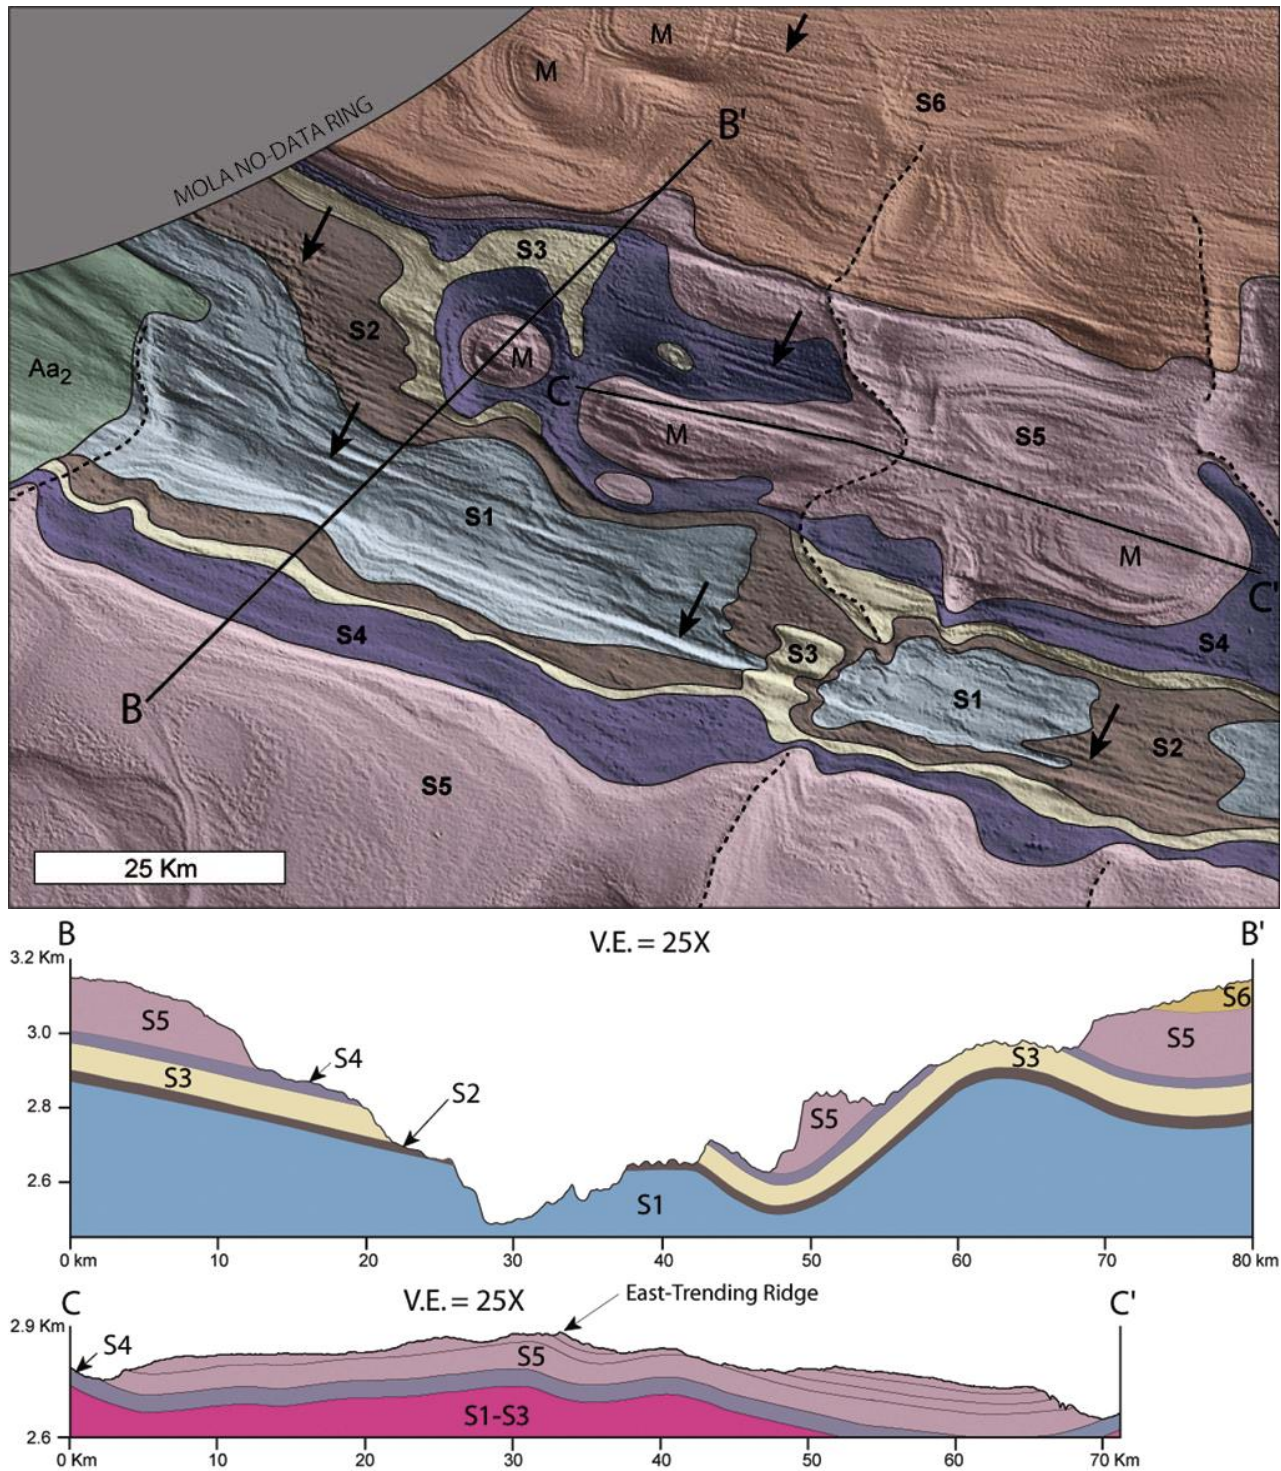 M
M
S6
MOLA NO-DATA RING
B'
S3
S2
M
Aa2
C
M
S5
S1
M
C'
S4
S3
S4
S1
B
S2
S5
25 Km
B
V.E. = 25X
B'
3.2 Km
S6
S5
3.0
S5
S4
S3
S3
2.8
S2
S5
2.6
S1
0 km 10 20 30 40 50 60 70 80 km
C
V.E. = 25X
East-Trending Ridge
C'
2.9 Km
S4
S5
S1-S3
2.6
0 Km 10 20 30 40 50 60 70 Km